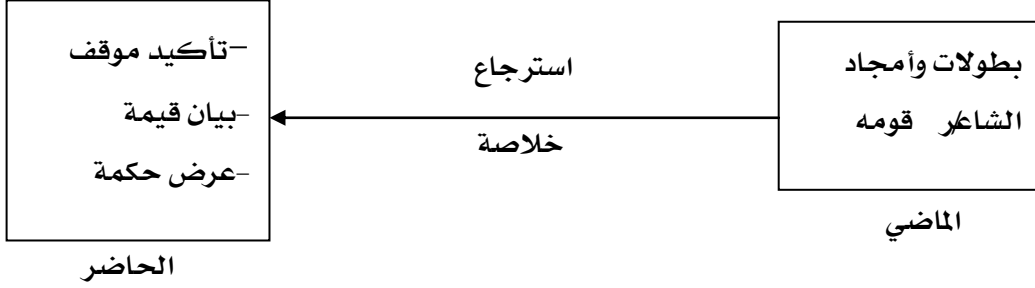 بطولات وأمجاد
الشاعر/ قومه
الماضي
استرجاع
خلاصة
–تأكيد موقف
-بيان قيمة
-عرض حكمة
الحاضر